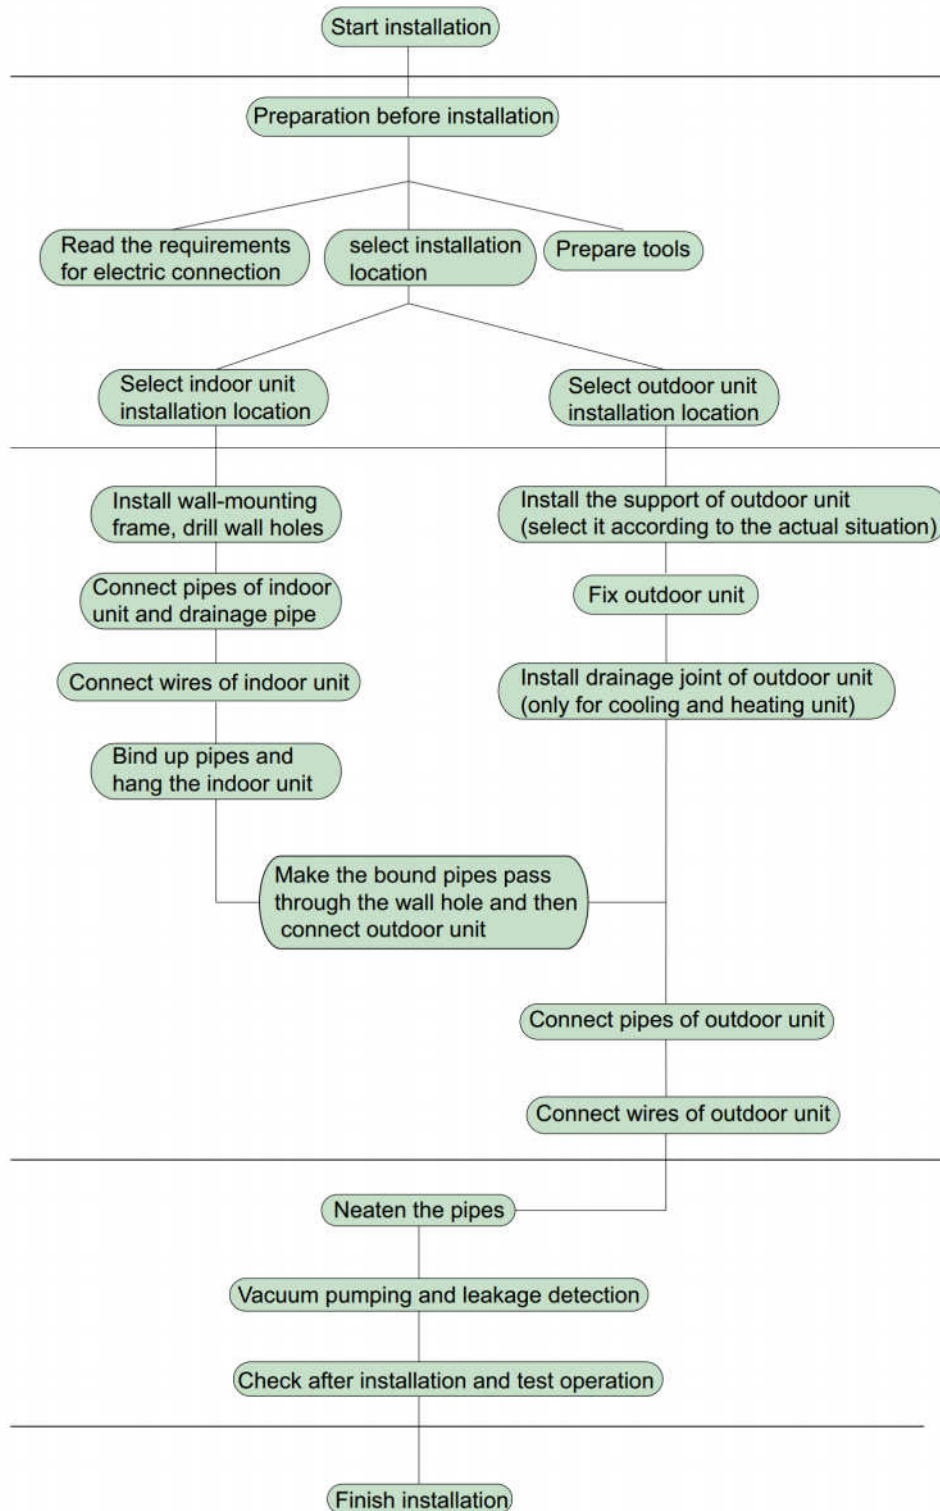 Start installation
Preparation before installation
Read the requirements
for electric connection
select installation
location
Prepare tools
Select indoor unit
installation location
Select outdoor unit
installation location
Install wall-mounting
frame, drill wall holes
Install the support of outdoor unit
(select it according to the actual situation)
Connect pipes of indoor
unit and drainage pipe
Fix outdoor unit
Connect wires of indoor unit
Install drainage joint of outdoor unit
(only for cooling and heating unit)
Bind up pipes and
hang the indoor unit
Make the bound pipes pass
through the wall hole and then
connect outdoor unit
Connect pipes of outdoor unit
Connect wires of outdoor unit
Neaten the pipes
Vacuum pumping and leakage detection
Check after installation and test operation
Finish installation